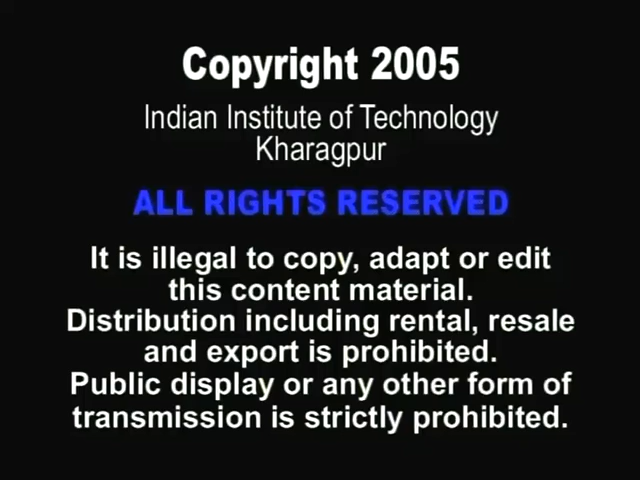 Copyright 2005
Indian Institute of Technology
Kharagpur
ALL RIGHTS RESERVED
It is illegal to copy, adapt or edit
this content material.
Distribution including rental, resale
and export is prohibited.
Public display or any other form of
transmission is strictly prohibited.